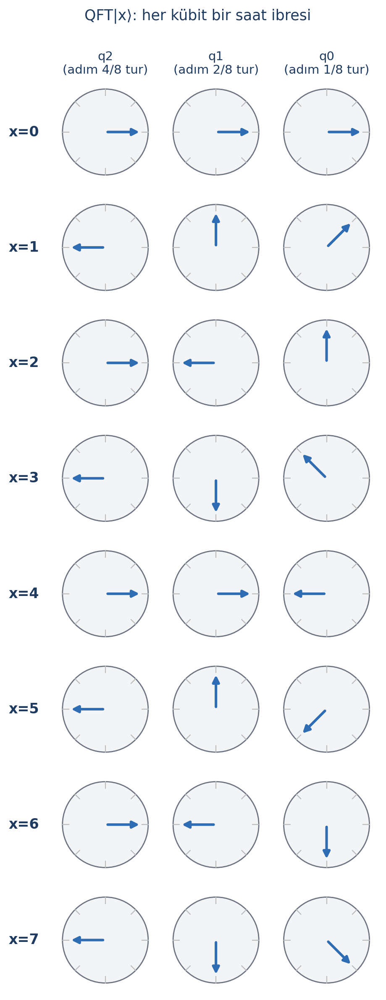 QFT|x⟩: her kübit bir saat ibresi
q2 q1 q0
(adım 4/8 tur) (adım 2/8 tur) (adım 1/8 tur)
x=0
x=1
x=2
x=3
x=4
x=5
x=6
x=7